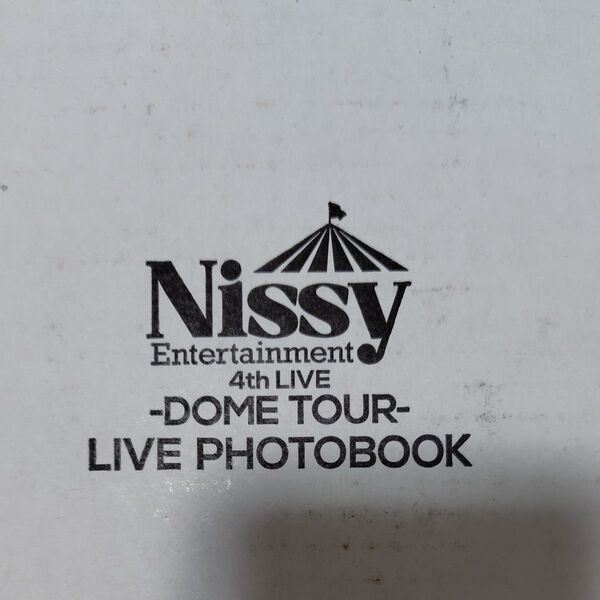 Nissy
Entertainment
4th LIVE
-DOME TOUR-
LIVE PHOTOBOOK